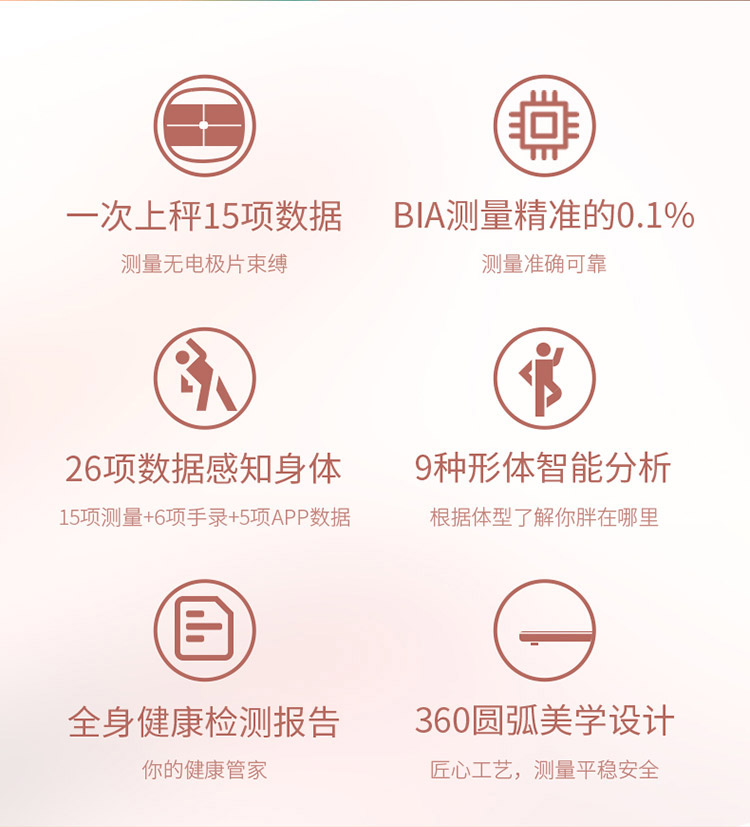 一次上秤15项数据
测量无电极片束缚
BIA测量精准的0.1%
测量准确可靠
26项数据感知身体
15项测量+6项手录+5项APP数据
9种形体智能分析
根据体型了解你胖在哪里
全身健康检测报告
你的健康管家
360圆弧美学设计
匠心工艺，测量平稳安全